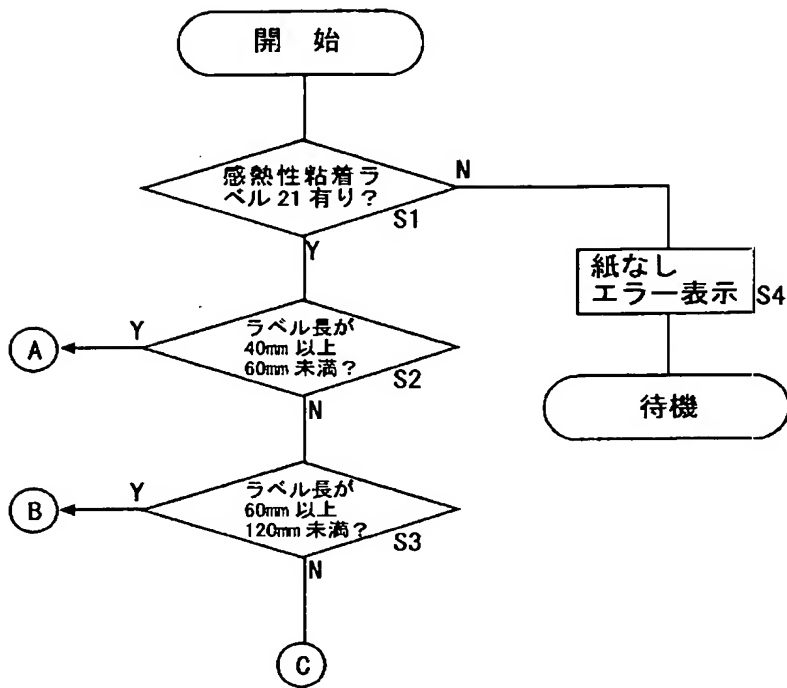 開 始
感熱性粘着ラ
ベル 21 有り？
S1
N
Y
紙なし
エラー表示
S4
待機
ラベル長が
40mm 以上
60mm 未満？
S2
Y
A
N
ラベル長が
60mm 以上
120mm 未満？
S3
Y
B
N
C